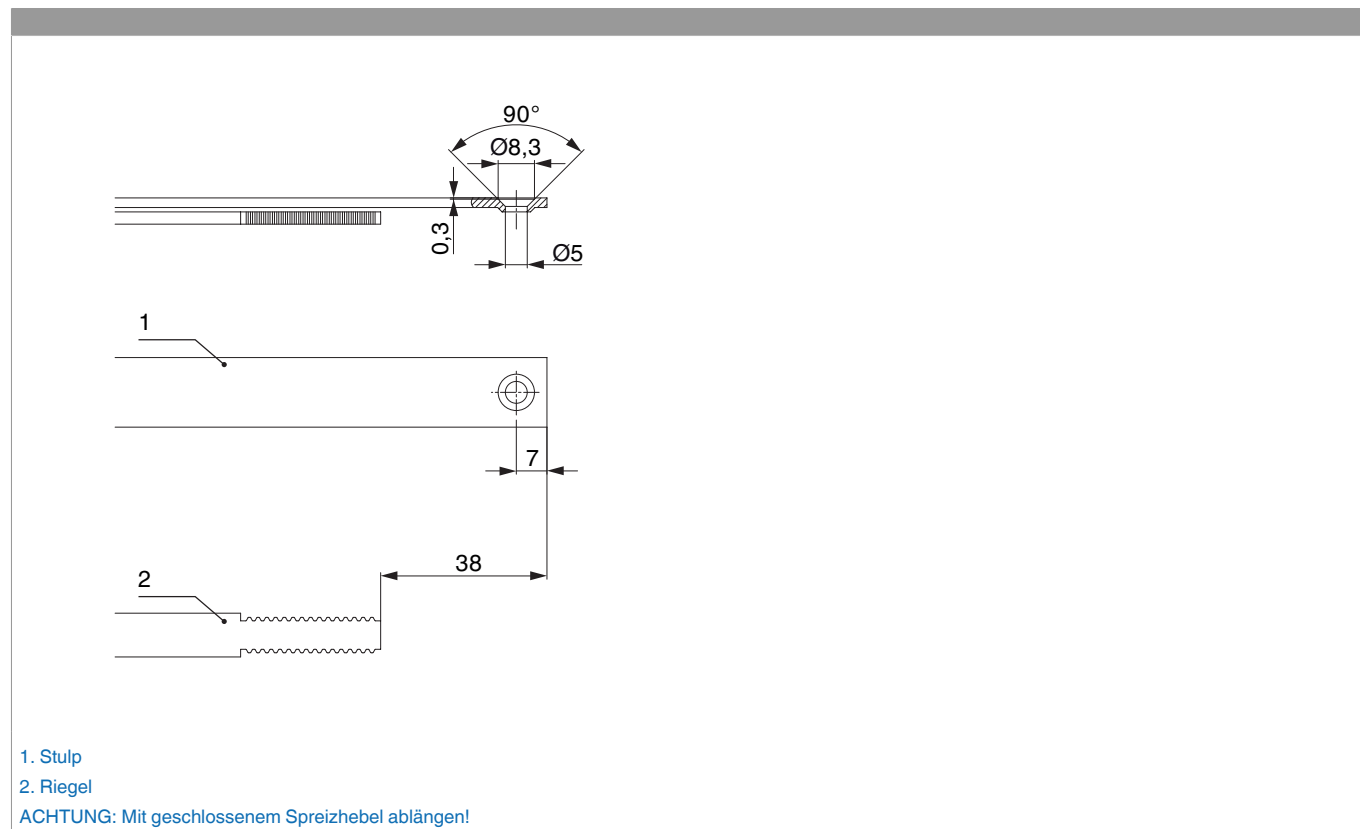 90°
Ø8,3
0,3
Ø5
1
7
38
2
1. Stulp
2. Riegel
ACHTUNG: Mit geschlossenem Spreizhebel ablängen!